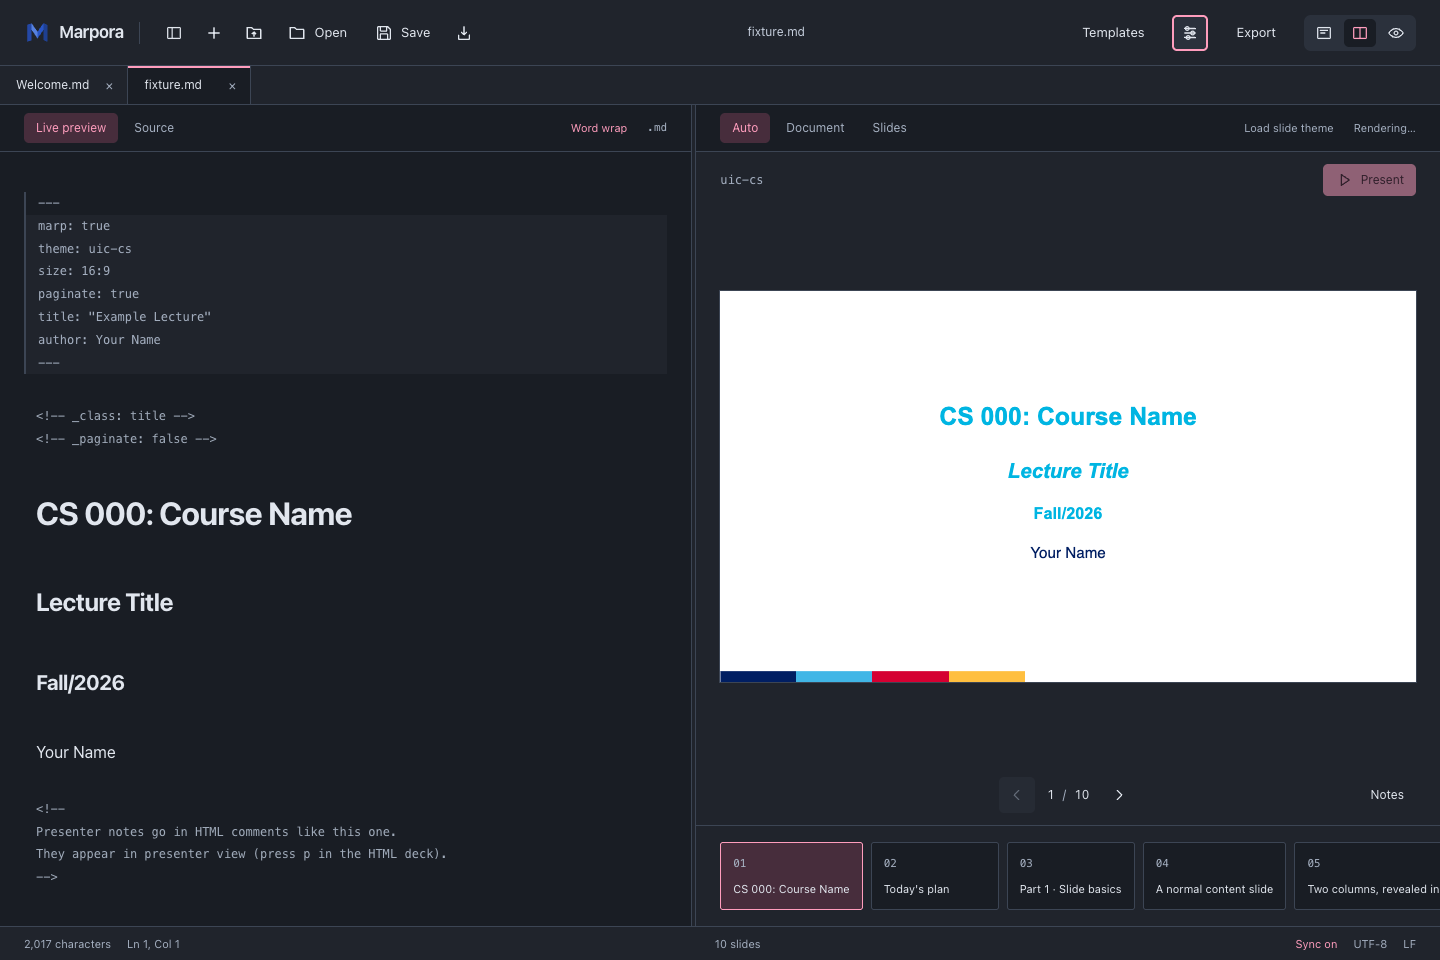 Marpora
Open
Save
fixture.md
Templates
Export
Welcome.md ×
fixture.md ×
Live preview
Source
Word wrap
.md
Auto
Document
Slides
Load slide theme
Rendering…
---
marp: true
theme: uic-cs
size: 16:9
paginate: true
title: "Example Lecture"
author: Your Name
---
<!-- _class: title -->
<!-- _paginate: false -->
CS 000: Course Name
Lecture Title
Fall/2026
Your Name
<!--
Presenter notes go in HTML comments like this one.
They appear in presenter view (press p in the HTML deck).
-->
uic-cs
Present
CS 000: Course Name
Lecture Title
Fall/2026
Your Name
1 / 10
Notes
01
CS 000: Course Name
02
Today's plan
03
Part 1 · Slide basics
04
A normal content slide
05
Two columns, revealed in
2,017 characters
Ln 1, Col 1
10 slides
Sync on
UTF-8
LF